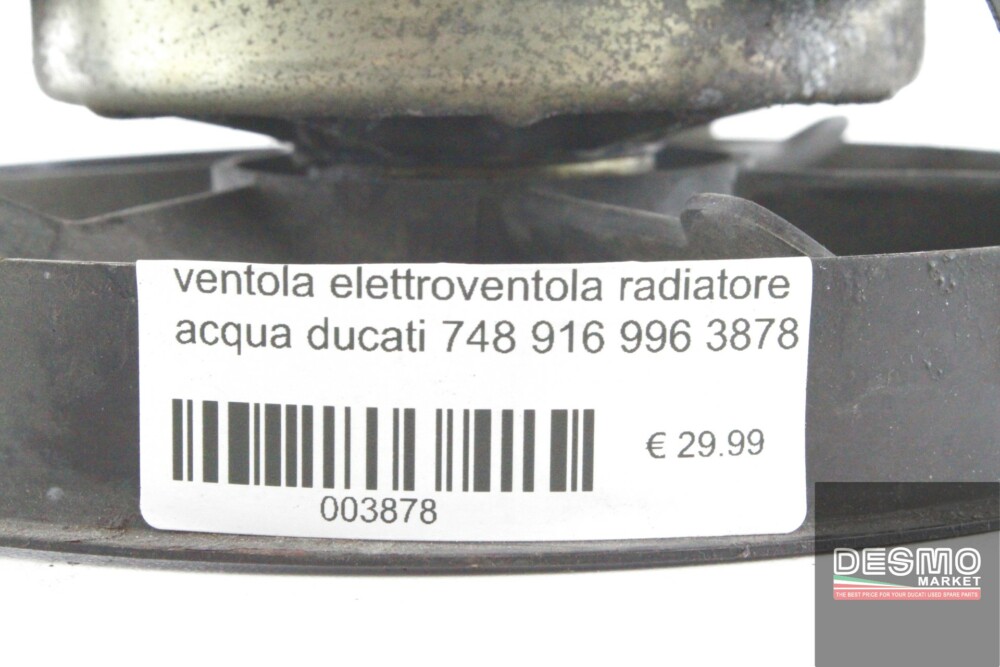 ventola elettroventola radiatore
acqua ducati 748 916 996 3878
€ 29.99
003878
DESMO
MARKET
THE BEST PRICE FOR YOUR DUCATI USED SPARE PARTS